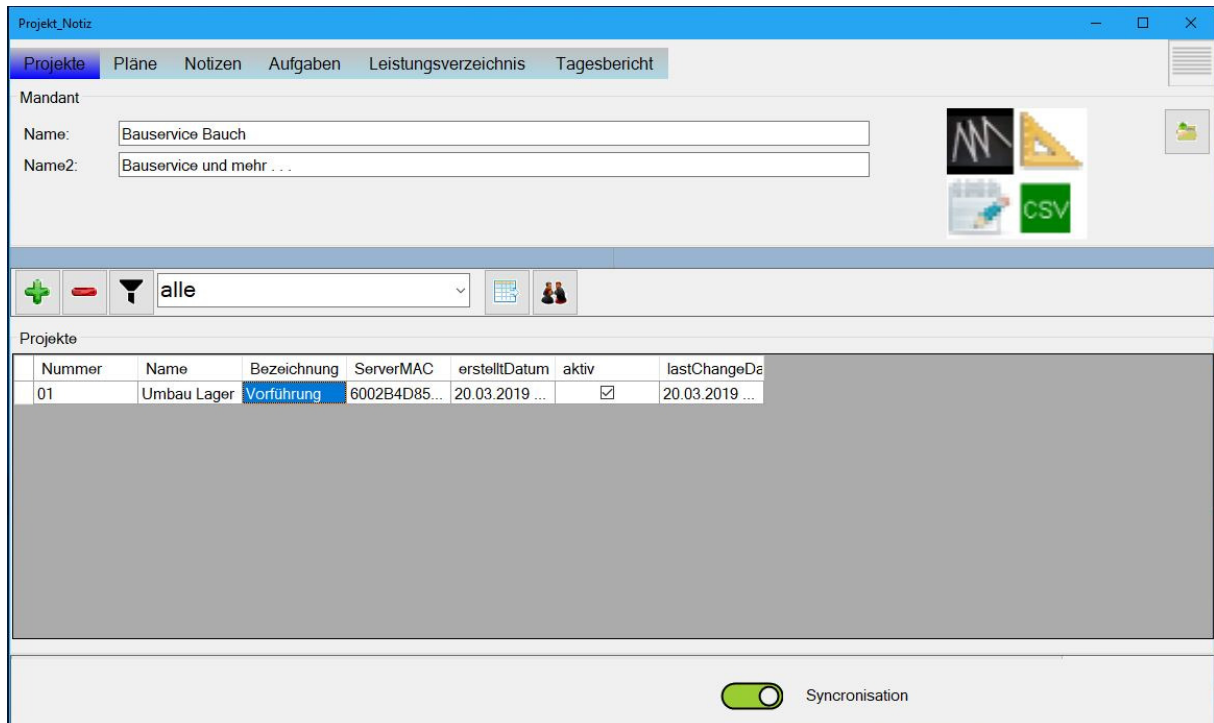 Projekt_Notiz
Projekte Pläne Notizen Aufgaben Leistungsverzeichnis Tagesbericht
Mandant
Name: Bauservice Bauch
Name2: Bauservice und mehr . . .
CSV
alle
Projekte
Nummer Name Bezeichnung ServerMAC erstelltDatum aktiv lastChangeDa
01 Umbau Lager Vorführung 6002B4D85... 20.03.2019 ... 20.03.2019 ...
Syncronisation